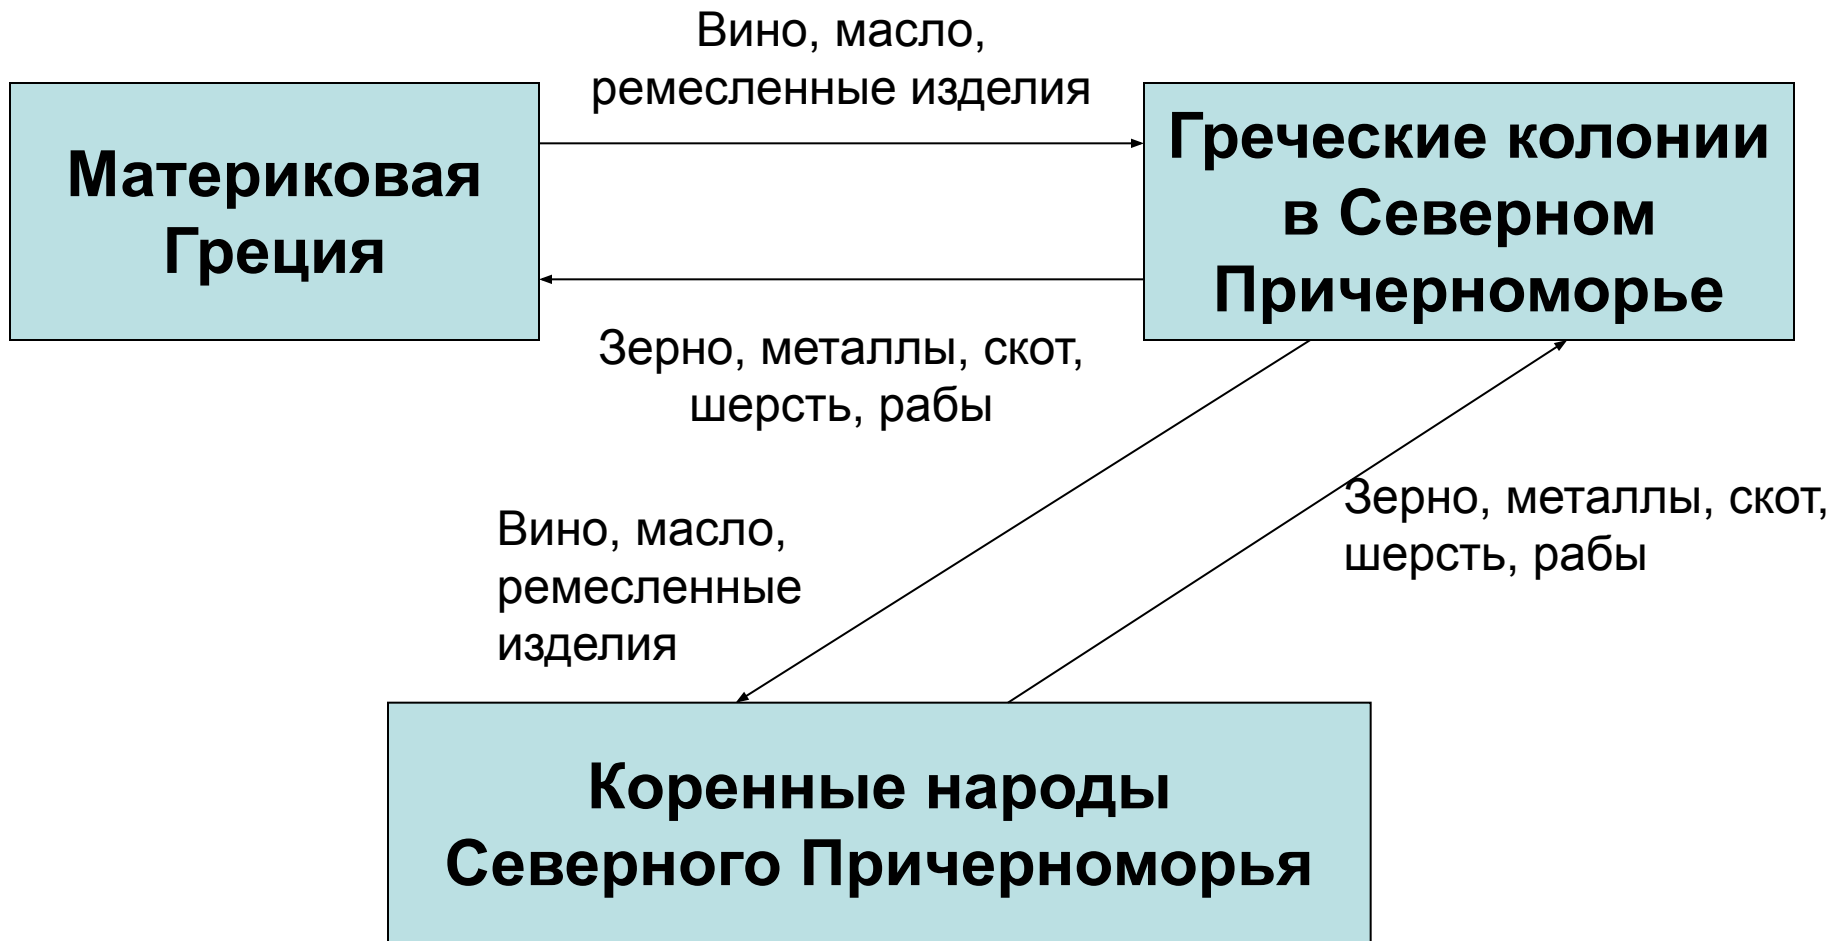 Вино, масло,
ремесленные изделия
Материковая
Греция
Греческие колонии
в Северном
Причерноморье
Зерно, металлы, скот,
шерсть, рабы
Вино, масло,
ремесленные
изделия
Зерно, металлы, скот,
шерсть, рабы
Коренные народы
Северного Причерноморья